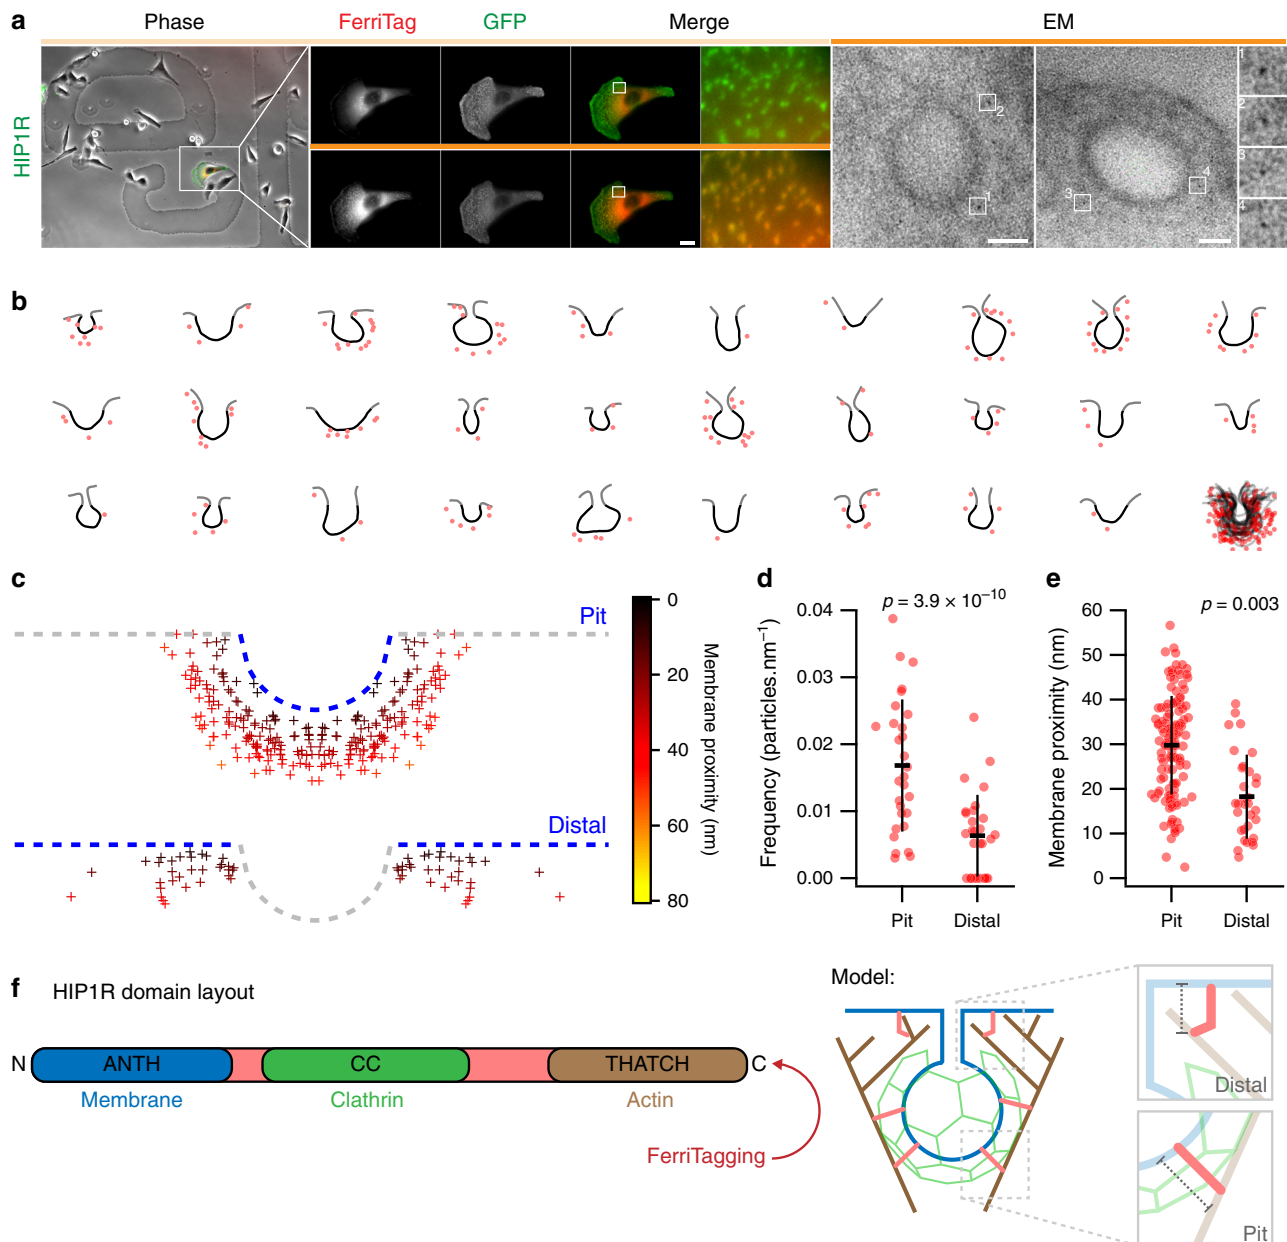 a
Phase
FerriTag
GFP
Merge
EM
HIP1R
1
2
3
4
1
2
3
4
b
c
Pit
Distal
0
20
40
60
80
Membrane proximity (nm)
d
p = 3.9 × 10⁻¹⁰
Frequency (particles.nm⁻¹)
0.04
0.03
0.02
0.01
0.00
Pit
Distal
e
p = 0.003
Membrane proximity (nm)
60
50
40
30
20
10
0
Pit
Distal
f
HIP1R domain layout
N
ANTH
CC
THATCH
C
Membrane
Clathrin
Actin
FerriTagging
Model:
Distal
Pit